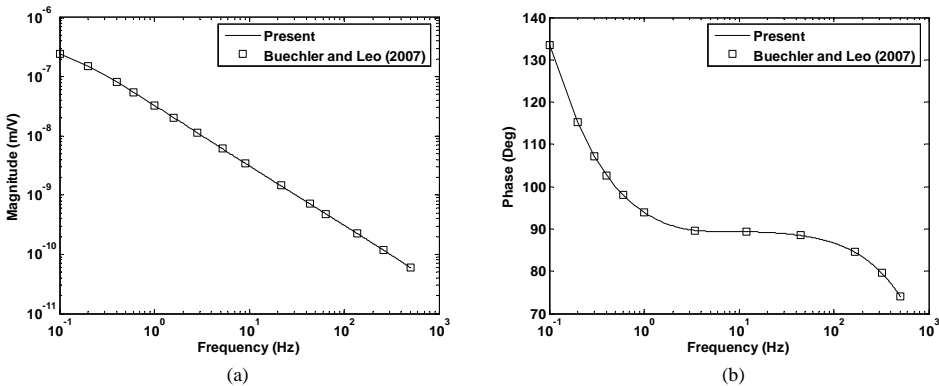 10^-6
10^-7
10^-8
10^-9
10^-10
10^-11
Magnitude (m/V)
Present
Buechler and Leo (2007)
10^-1 10^0 10^1 10^2 10^3
Frequency (Hz)
(a)
140
130
120
110
100
90
80
70
Phase (Deg)
Present
Buechler and Leo (2007)
10^-1 10^0 10^1 10^2 10^3
Frequency (Hz)
(b)